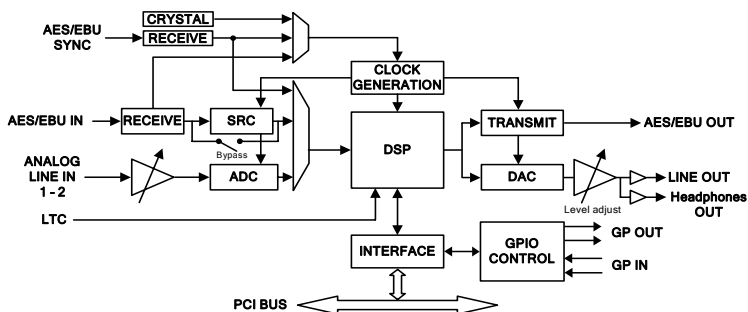 CRYSTAL
AES/EBU
SYNC
RECEIVE
CLOCK
GENERATION
AES/EBU IN
RECEIVE
SRC
Bypass
DSP
TRANSMIT
AES/EBU OUT
ANALOG
LINE IN
1 - 2
ADC
DAC
Level adjust
LINE OUT
Headphones
OUT
LTC
INTERFACE
GPIO
CONTROL
GP OUT
GP IN
PCI BUS